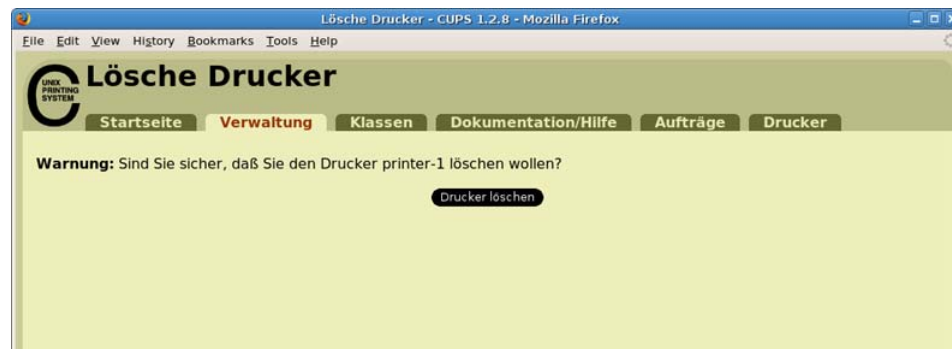 Lösche Drucker - CUPS 1.2.8 - Mozilla Firefox
File Edit View History Bookmarks Tools Help
UNIX
PRINTING
SYSTEM
Lösche Drucker
Startseite Verwaltung Klassen Dokumentation/Hilfe Aufträge Drucker
Warnung: Sind Sie sicher, daß Sie den Drucker printer-1 löschen wollen?
Drucker löschen